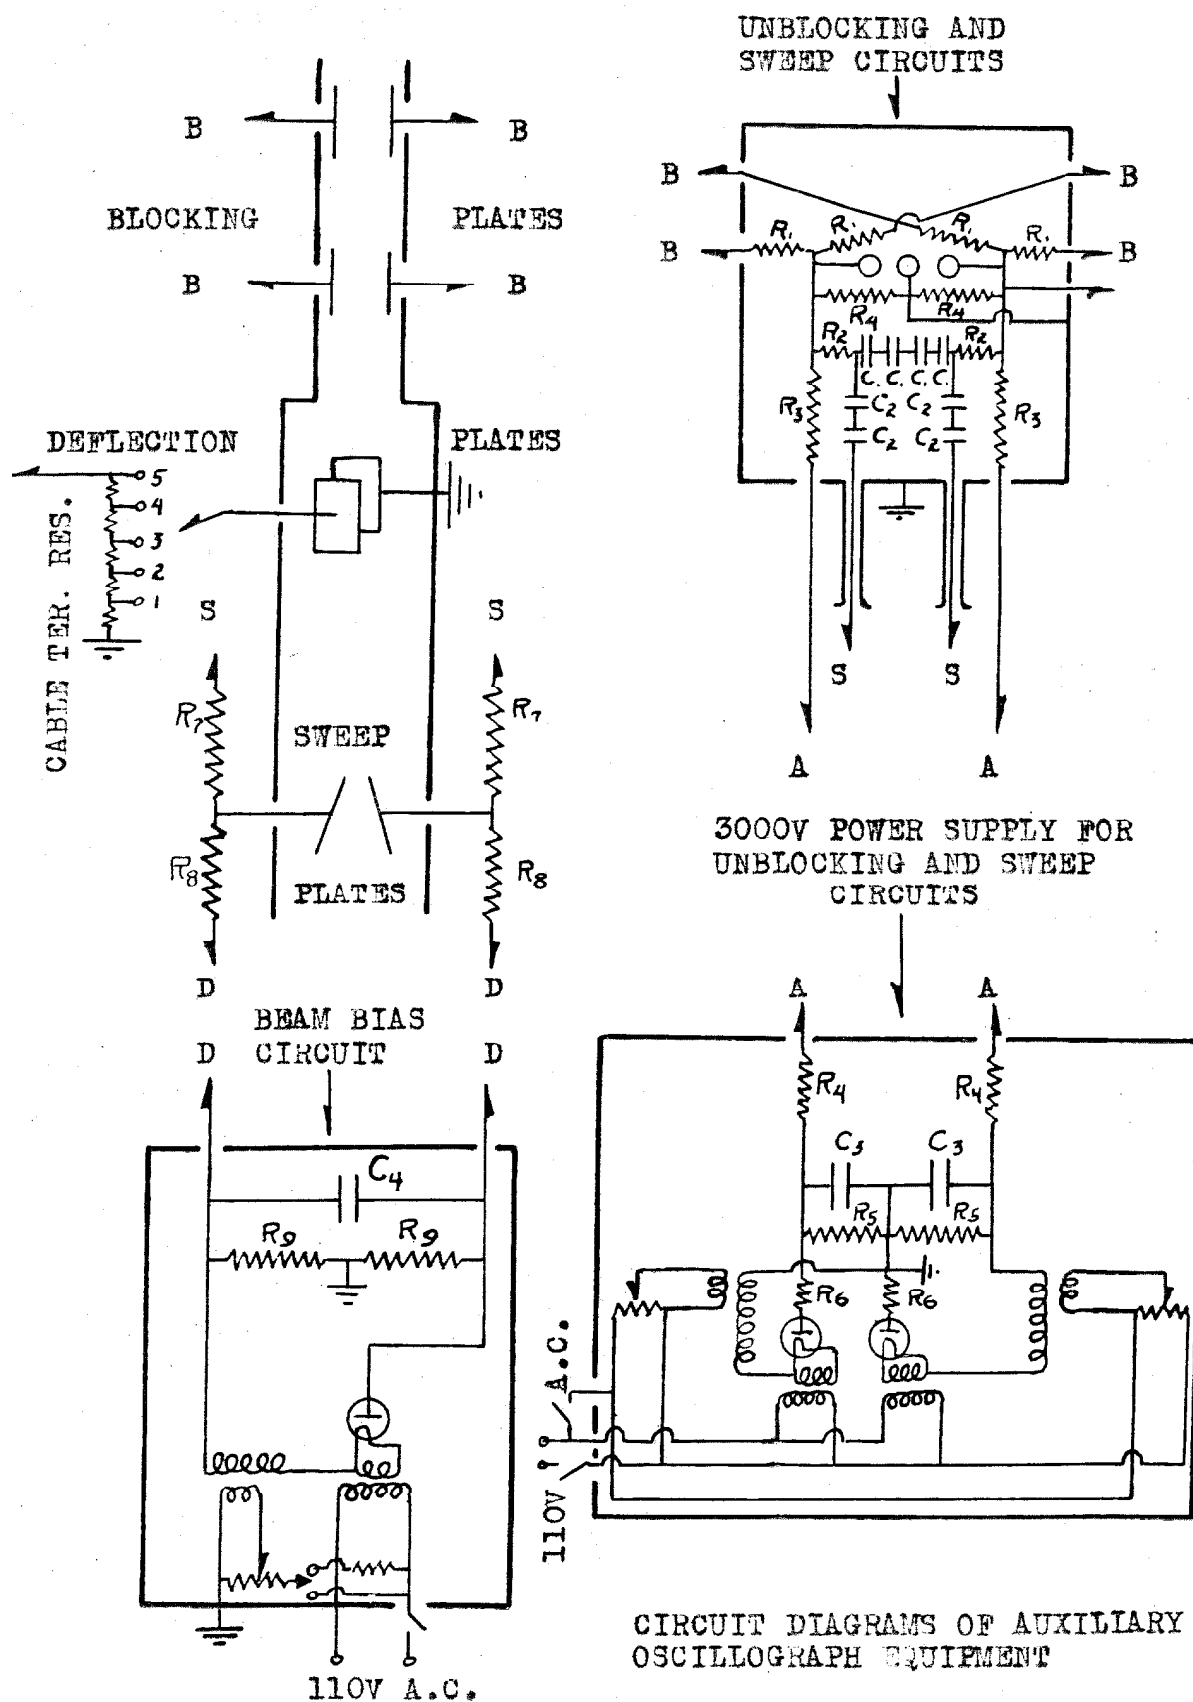 UNBLOCKING AND
SWEEP CIRCUITS
B B
BLOCKING PLATES
B B
B B
R₁ R₁ R₁ R₁
B B
R₄ R₄
R₂ R₂
C. C. C. C.
R₃ C₂ C₂ R₃
C₂ C₂
S S
A A
DEFLECTION PLATES
5
4
3
2
1
CABLE TER. RES.
S S
R₇ R₇
SWEEP
R₈ R₈
PLATES
D D
3000V POWER SUPPLY FOR
UNBLOCKING AND SWEEP
CIRCUITS
A A
R₄ R₄
C₃ C₃
R₅ R₅
R₆ R₆
110V A.C.
BEAM BIAS
CIRCUIT
D D
C₄
R₉ R₉
110V A.C.
CIRCUIT DIAGRAMS OF AUXILIARY
OSCILLOGRAPH EQUIPMENT